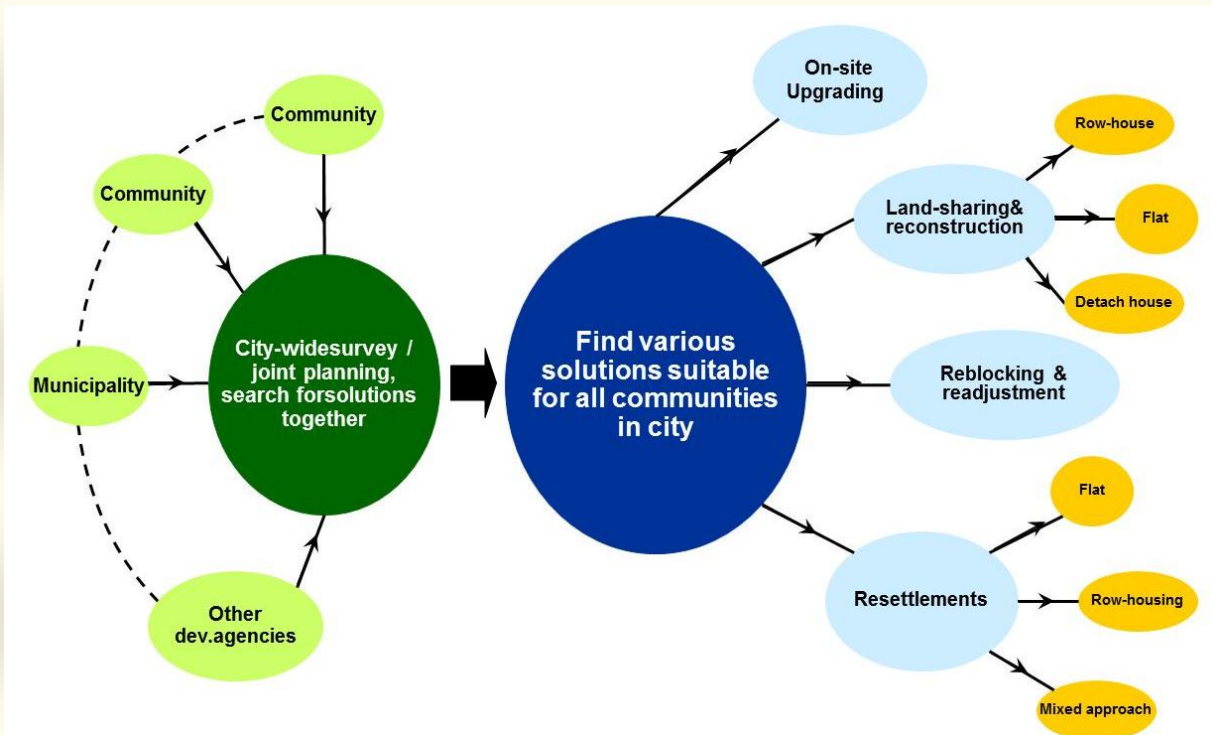 Community
Community
Municipality
Other
dev.agencies
City-widesurvey /
joint planning,
search forsolutions
together
Find various
solutions suitable
for all communities
in city
On-site
Upgrading
Land-sharing&
reconstruction
Row-house
Flat
Detach house
Reblocking &
readjustment
Resettlements
Flat
Row-housing
Mixed approach